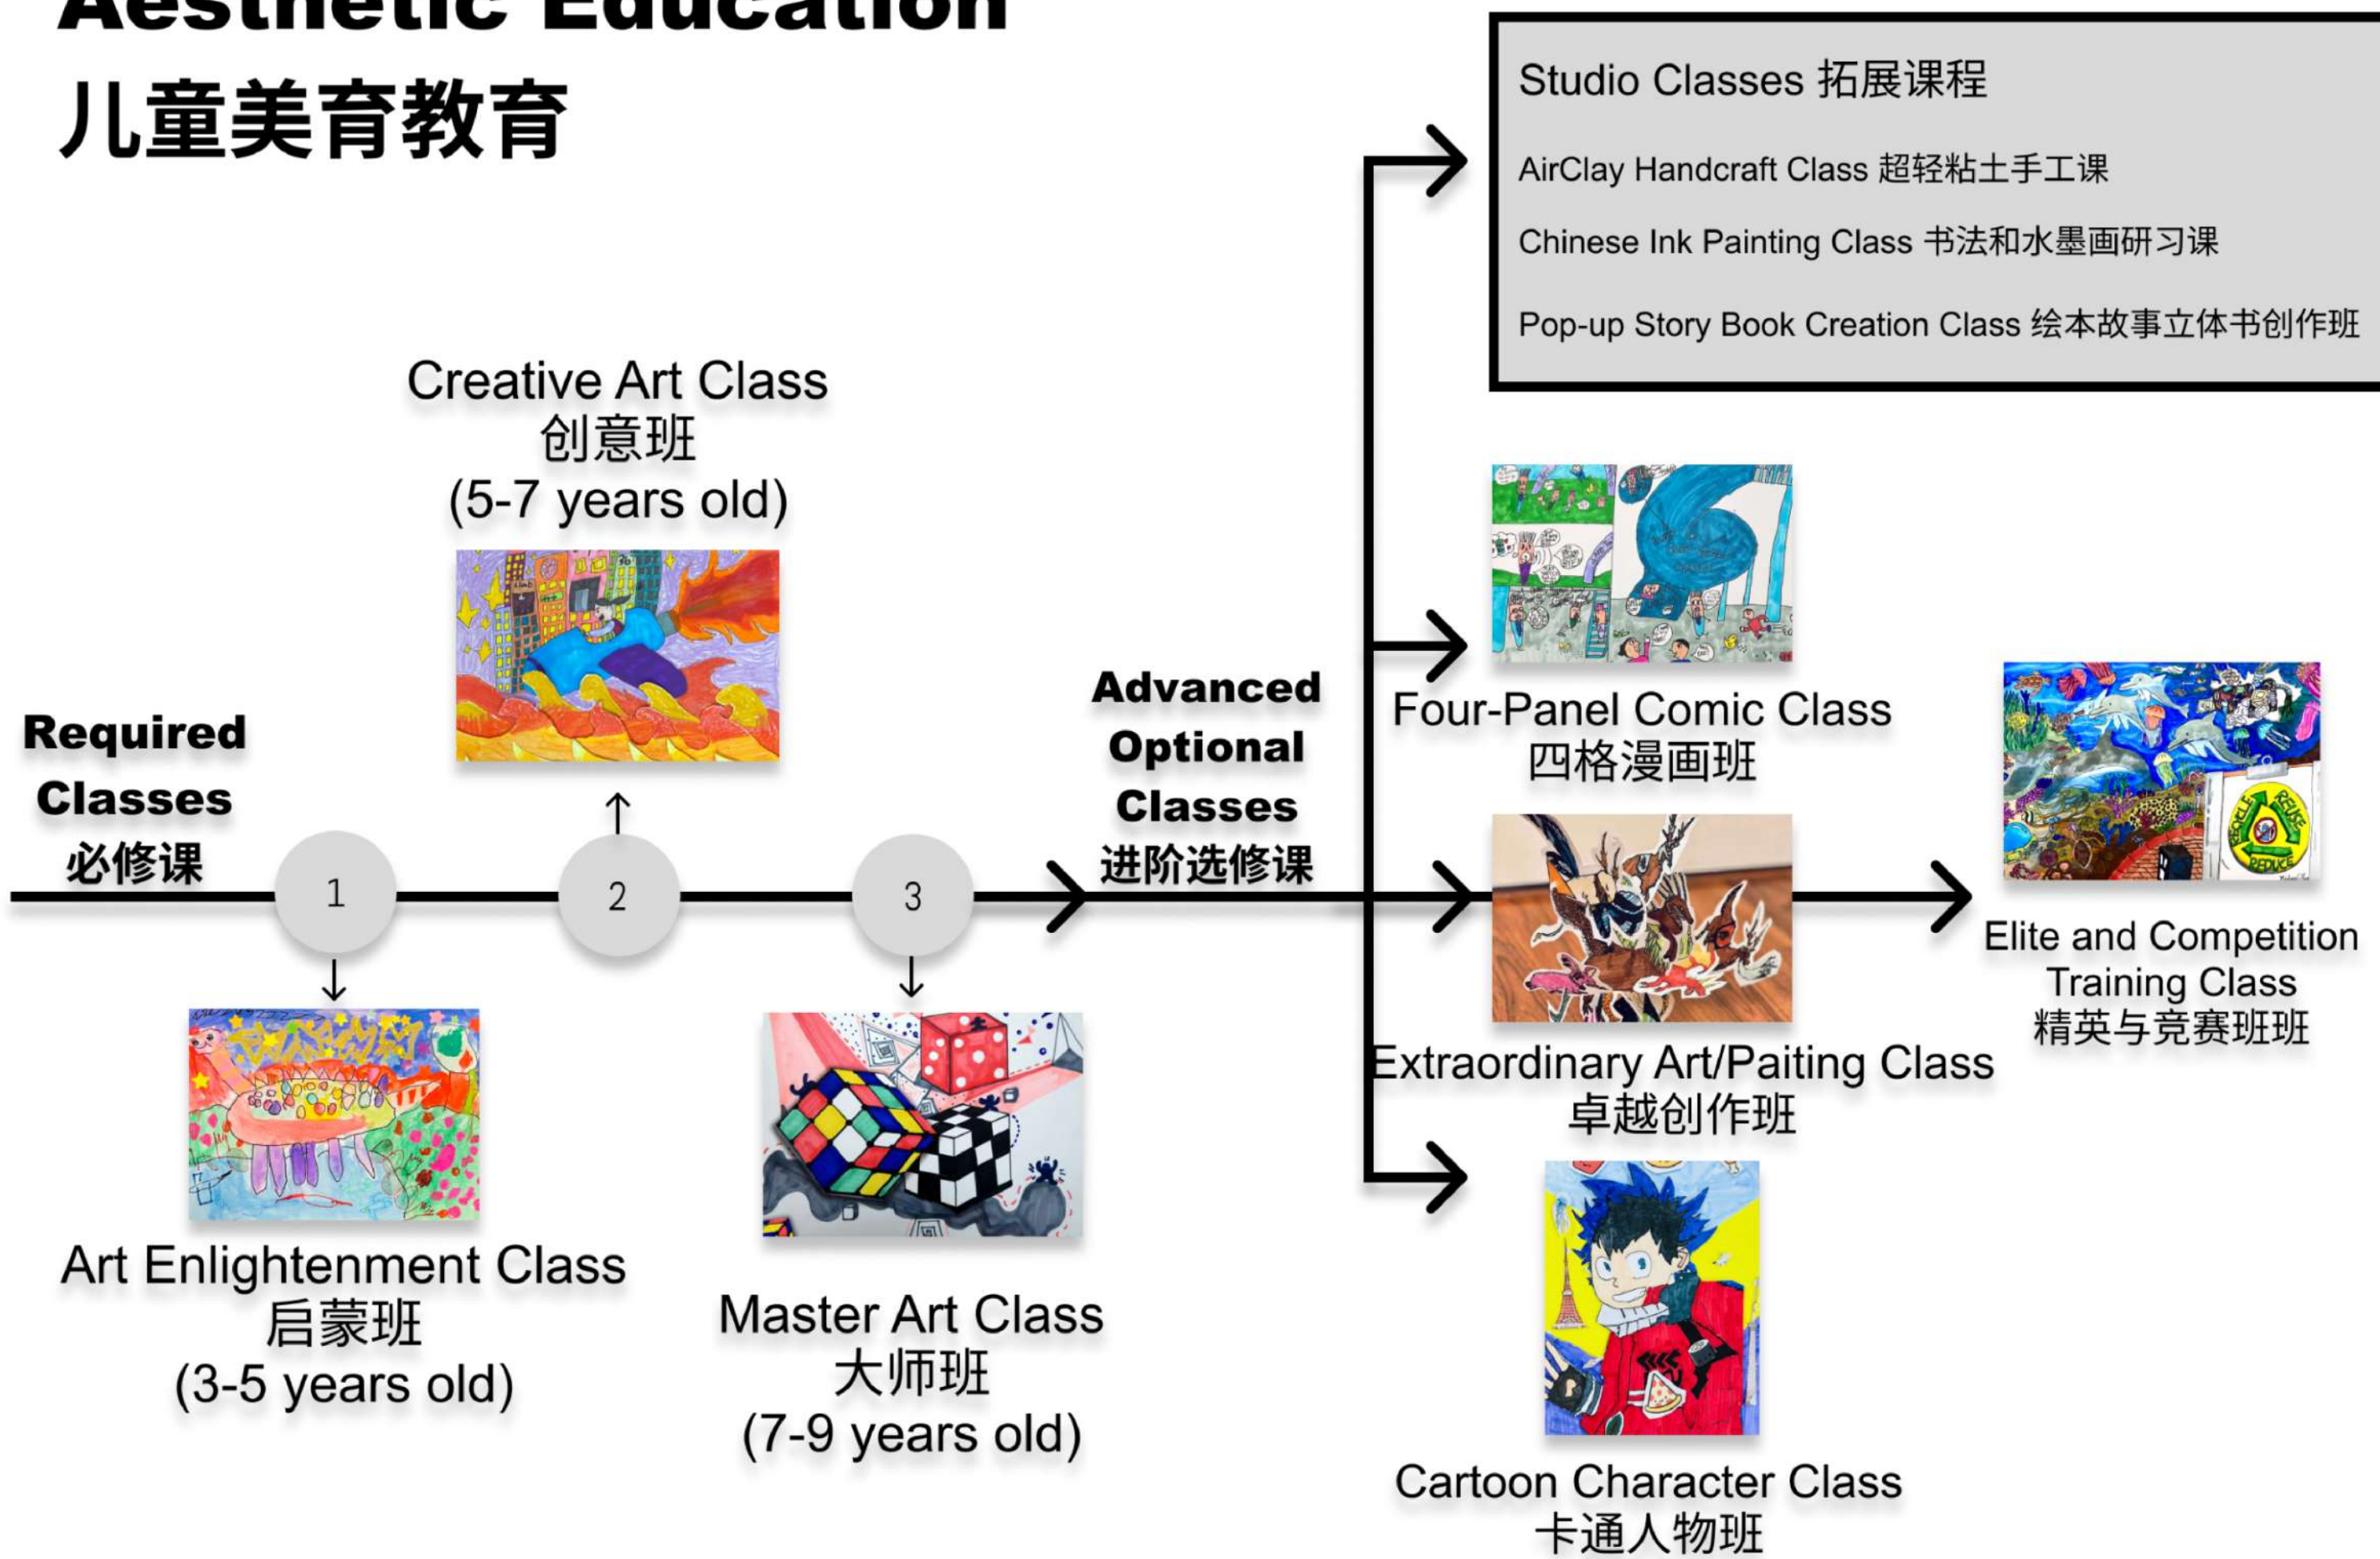 Aesthetic Education
儿童美育教育
Required
Classes
必修课
1
2
3
Art Enlightenment Class
启蒙班
(3-5 years old)
Creative Art Class
创意班
(5-7 years old)
Master Art Class
大师班
(7-9 years old)
Advanced
Optional
Classes
进阶选修课
Studio Classes 拓展课程
AirClay Handcraft Class 超轻粘土手工课
Chinese Ink Painting Class 书法和水墨画研习课
Pop-up Story Book Creation Class 绘本故事立体书创作班
Four-Panel Comic Class
四格漫画班
Extraordinary Art/Paiting Class
卓越创作班
Cartoon Character Class
卡通人物班
RECYCLE
REUSE
REDUCE
Elite and Competition
Training Class
精英与竞赛班班